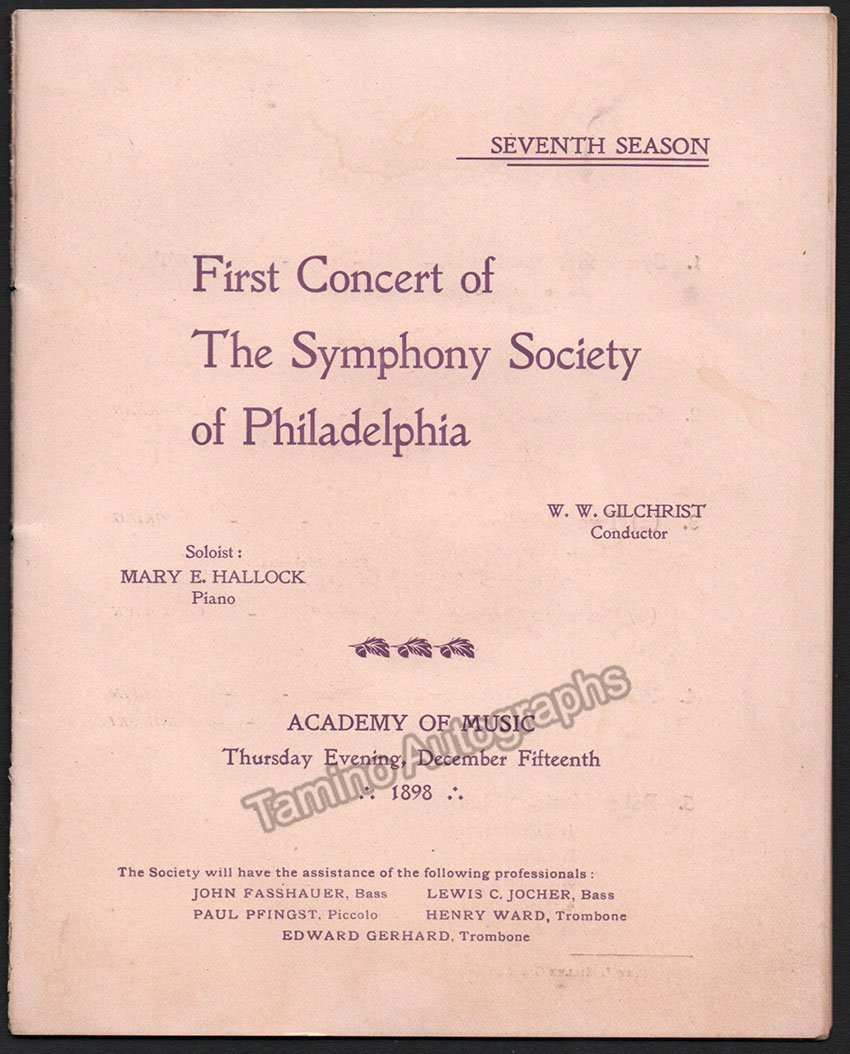 SEVENTH SEASON
First Concert of
The Symphony Society
of Philadelphia
W. W. GILCHRIST
Conductor
Soloist :
MARY E. HALLOCK
Piano
ACADEMY OF MUSIC
Thursday Evening, December Fifteenth
∴ 1898 ∴
Tamino Autographs
The Society will have the assistance of the following professionals :
JOHN FASSHAUER, Bass LEWIS C. JOCHER, Bass
PAUL PFINGST, Piccolo HENRY WARD, Trombone
EDWARD GERHARD, Trombone